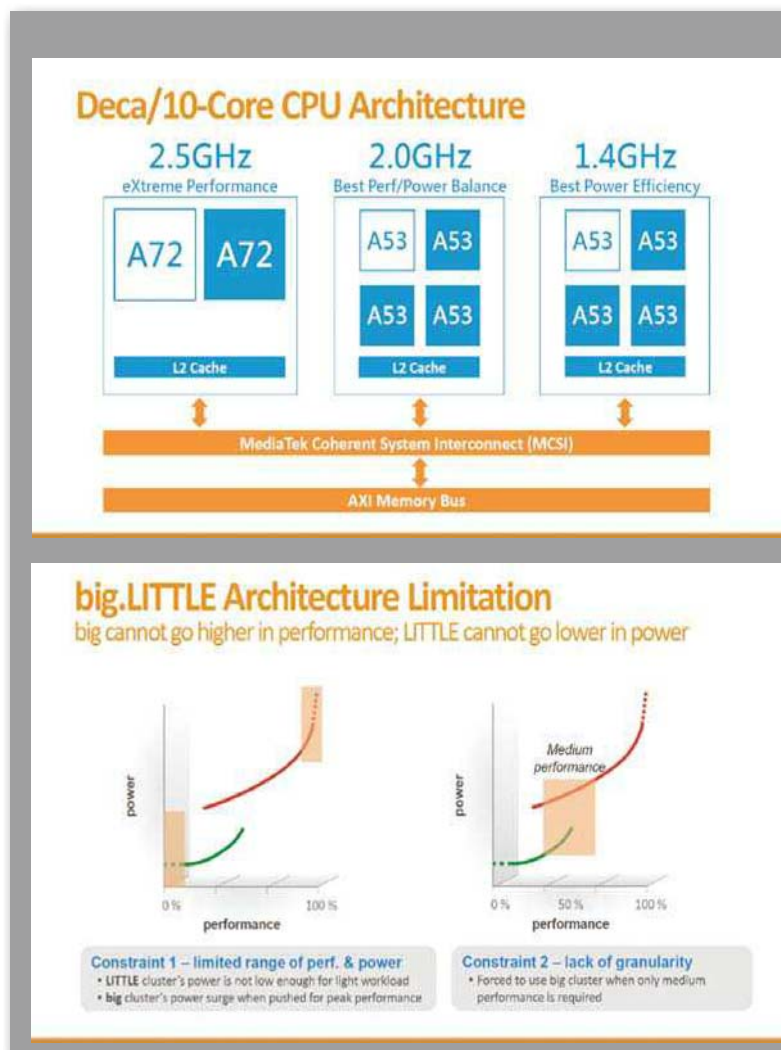 Deca/10-Core CPU Architecture
2.5GHz
eXtreme Performance
A72
A72
L2 Cache
2.0GHz
Best Perf/Power Balance
A53
A53
A53
A53
L2 Cache
1.4GHz
Best Power Efficiency
A53
A53
A53
A53
L2 Cache
MediaTek Coherent System Interconnect (MCSI)
AXI Memory Bus
big.LITTLE Architecture Limitation
big cannot go higher in performance; LITTLE cannot go lower in power
power
0 %
100 %
performance
Constraint 1 – limited range of perf. & power
• LITTLE cluster's power is not low enough for light workload
• big cluster's power surge when pushed for peak performance
Medium
performance
power
0 %
50 %
100 %
performance
Constraint 2 – lack of granularity
• Forced to use big cluster when only medium
performance is required